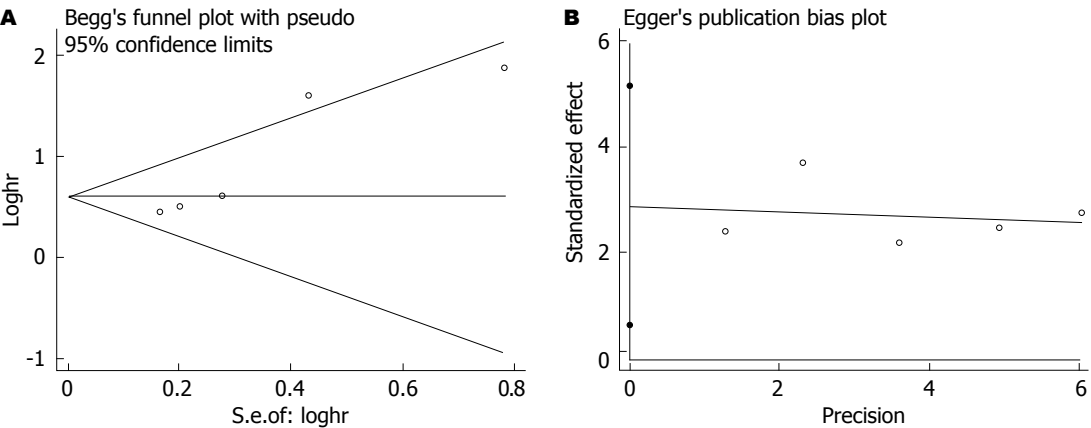 A
Begg's funnel plot with pseudo
95% confidence limits
2
1
0
-1
Loghr
0
0.2
0.4
0.6
0.8
S.e.of: loghr
B
Egger's publication bias plot
6
4
2
0
Standardized effect
0
2
4
6
Precision